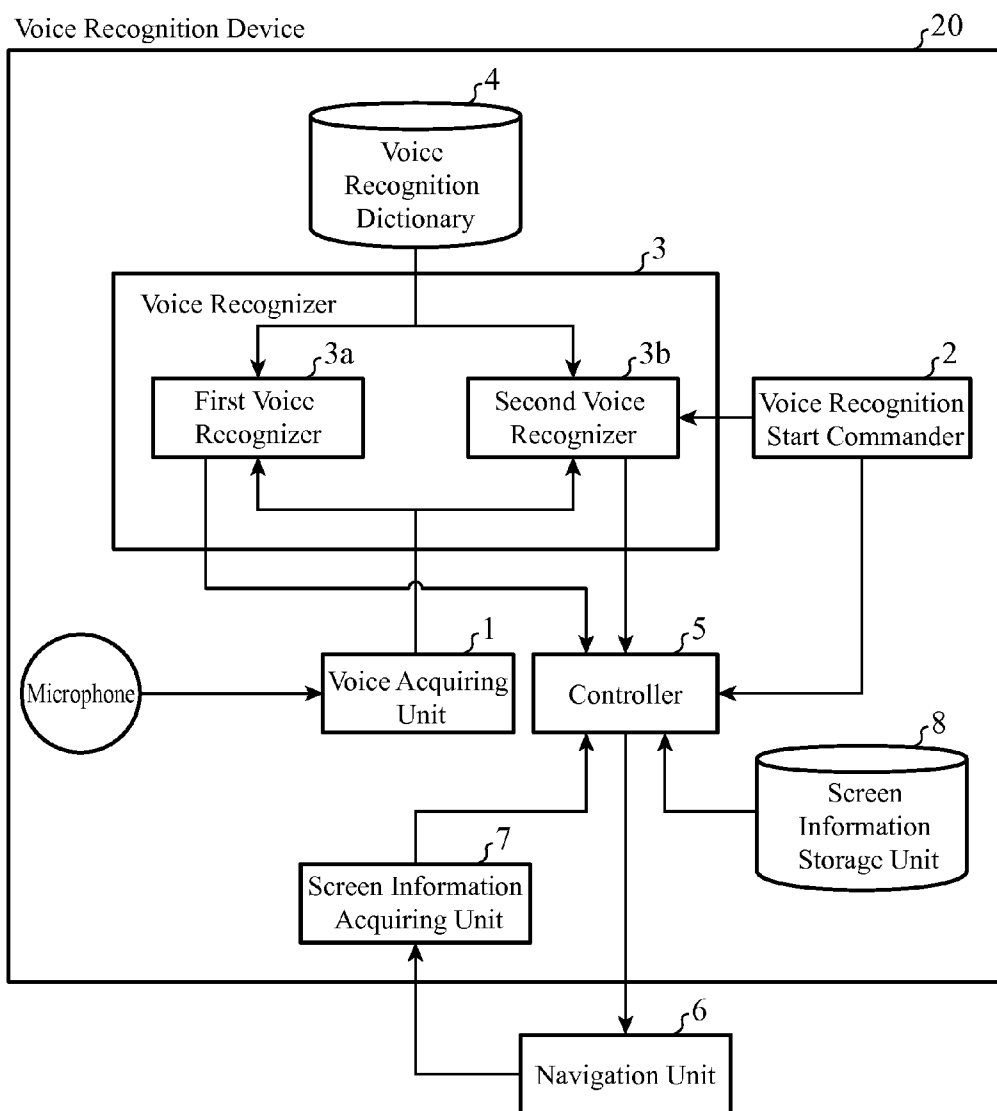 Voice Recognition Device
20
4
Voice
Recognition
Dictionary
3
Voice Recognizer
3a
First Voice
Recognizer
3b
Second Voice
Recognizer
2
Voice Recognition
Start Commander
1
Voice Acquiring
Unit
Microphone
5
Controller
8
Screen
Information
Storage Unit
7
Screen Information
Acquiring Unit
6
Navigation Unit